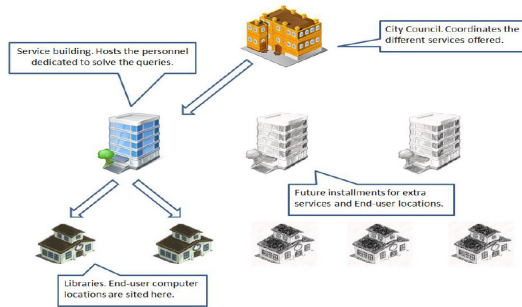 City Council. Coordinates the
different services offered.
Service building. Hosts the personnel
dedicated to solve the queries.
Future installments for extra
services and End-user locations.
Libraries. End-user computer
locations are sited here.